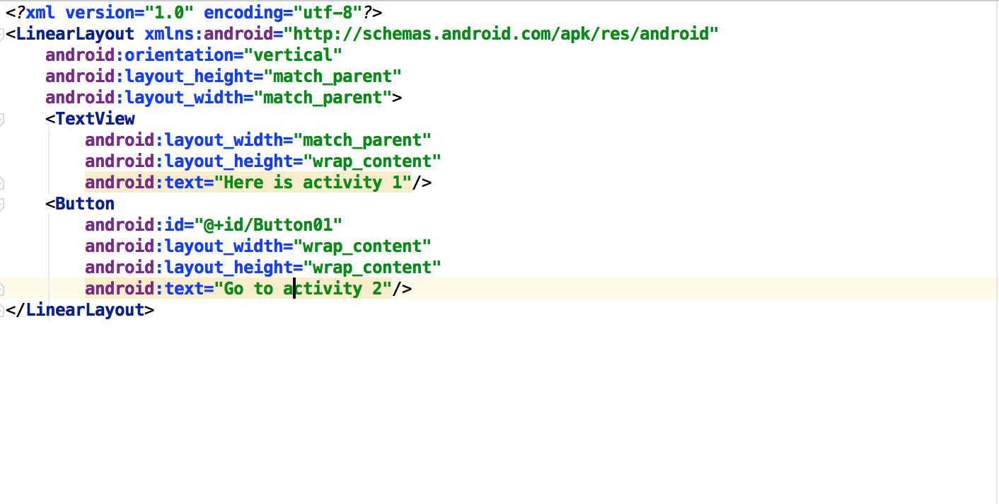 <?xml version="1.0" encoding="utf-8"?>
<LinearLayout xmlns:android="http://schemas.android.com/apk/res/android"
    android:orientation="vertical"
    android:layout_height="match_parent"
    android:layout_width="match_parent">
    <TextView
        android:layout_width="match_parent"
        android:layout_height="wrap_content"
        android:text="Here is activity 1"/>
    <Button
        android:id="@+id/Button01"
        android:layout_width="wrap_content"
        android:layout_height="wrap_content"
        android:text="Go to activity 2"/>
</LinearLayout>